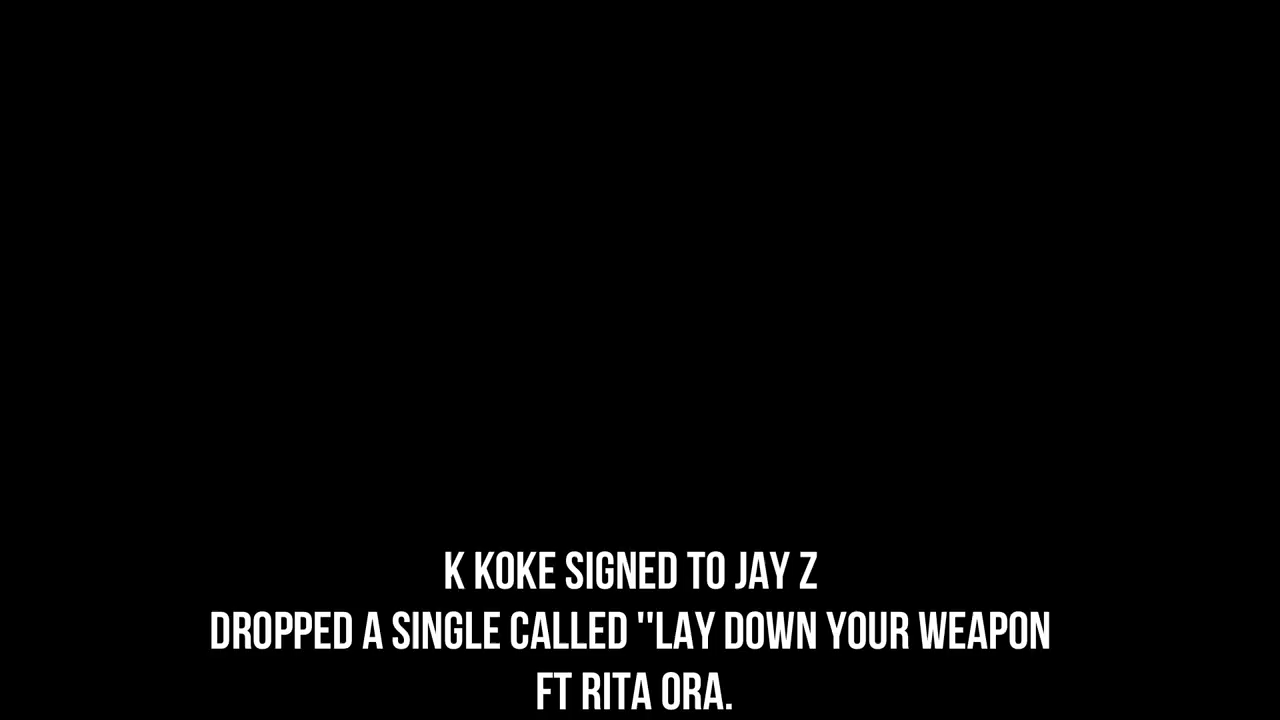 K KOKE SIGNED TO JAY Z
DROPPED A SINGLE CALLED "LAY DOWN YOUR WEAPON
FT RITA ORA.